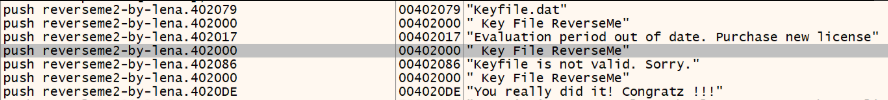 push reverseme2-by-lena.402079 00402079 "Keyfile.dat"
push reverseme2-by-lena.402000 00402000 " Key File ReverseMe"
push reverseme2-by-lena.402017 00402017 "Evaluation period out of date. Purchase new license"
push reverseme2-by-lena.402000 00402000 " Key File ReverseMe"
push reverseme2-by-lena.402086 00402086 "Keyfile is not valid. Sorry."
push reverseme2-by-lena.402000 00402000 " Key File ReverseMe"
push reverseme2-by-lena.4020DE 004020DE "You really did it! Congratz !!!"